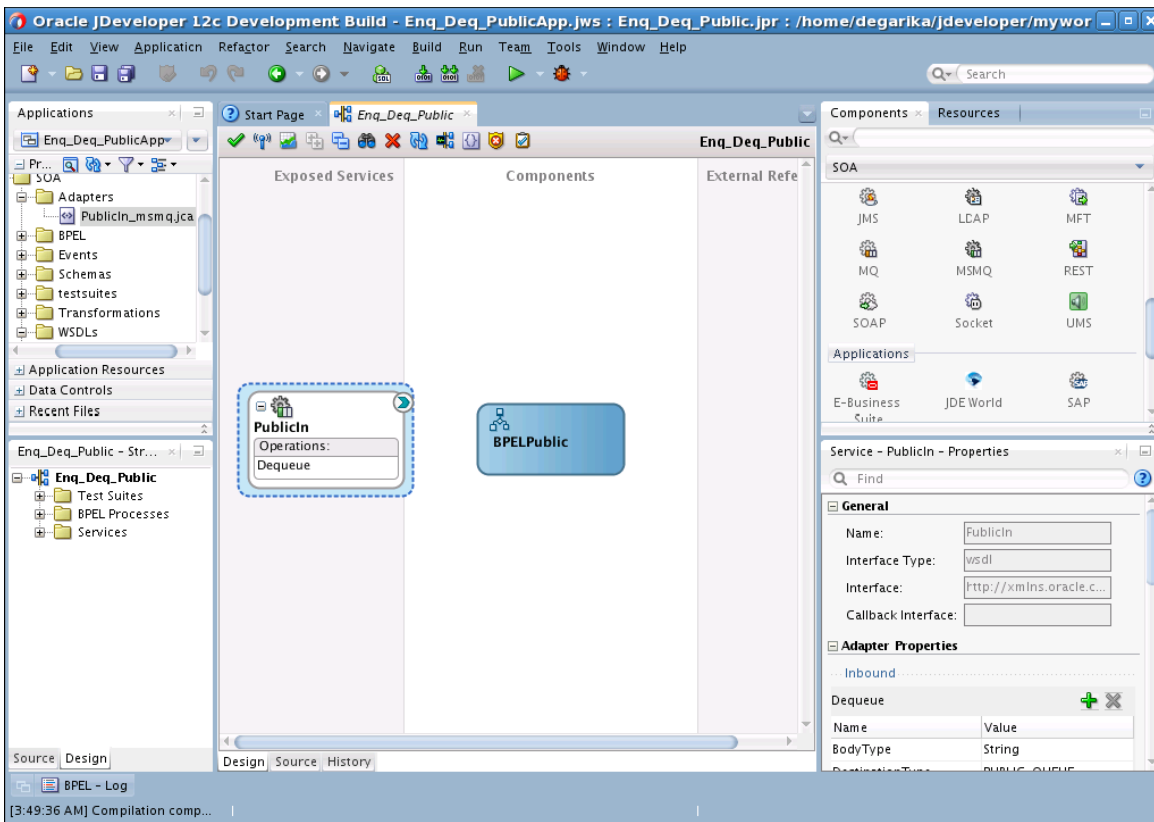 Oracle JDeveloper 12c Development Build - Enq_Deq_PublicApp.jws : Enq_Deq_Public.jpr : /home/degarika/jdeveloper/mywor
File Edit View Application Refactor Search Navigate Build Run Team Tools Window Help
Search
Applications
Enq_Deq_PublicApp
Pr...
SOA
Adapters
PublicIn_msmq.jca
BPEL
Events
Schemas
testsuites
Transformations
WSDLs
Application Resources
Data Controls
Recent Files
Enq_Deq_Public - Str...
Enq_Deq_Public
Test Suites
BPEL Processes
Services
Source Design
Start Page Enq_Deq_Public
Enq_Deq_Public
Exposed Services Components External Refe
PublicIn
Operations:
Dequeue
BPELPublic
Design Source History
Components Resources
SOA
JMS LDAP MFT
MQ MSMQ REST
SOAP Socket UMS
Applications
E-Business Suite JDE World SAP
Service - PublicIn - Properties
Find
General
Name: PublicIn
Interface Type: wsdl
Interface: http://xmlns.oracle.c...
Callback Interface:
Adapter Properties
Inbound
Dequeue
Name Value
BodyType String
DestinationType PUBLIC_QUEUE
BPEL - Log
[3:49:36 AM] Compilation comp...